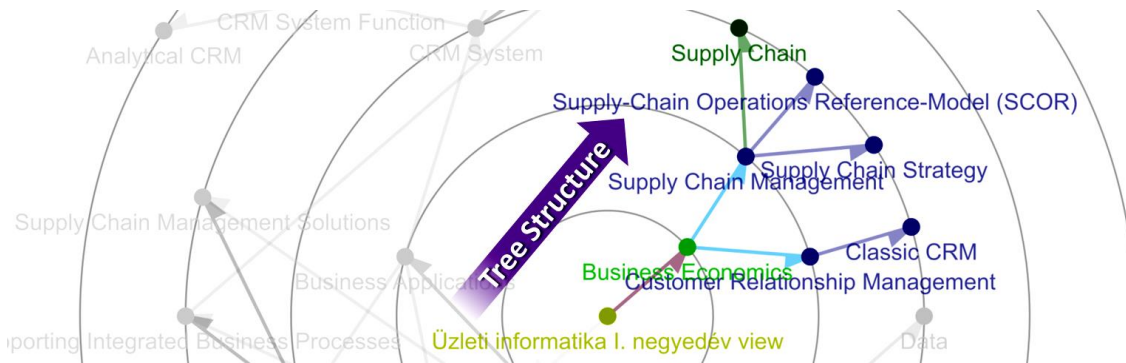 CRM System Function
Analytical CRM
CRM System
Supply Chain
Supply-Chain Operations Reference-Model (SCOR)
Tree Structure
Supply Chain Strategy
Supply Chain Management
Supply Chain Management Solutions
Classic CRM
Business Economics
Business Applications
Customer Relationship Management
pporting Integrated Business Processes
Üzleti informatika I. negyedév view
Data